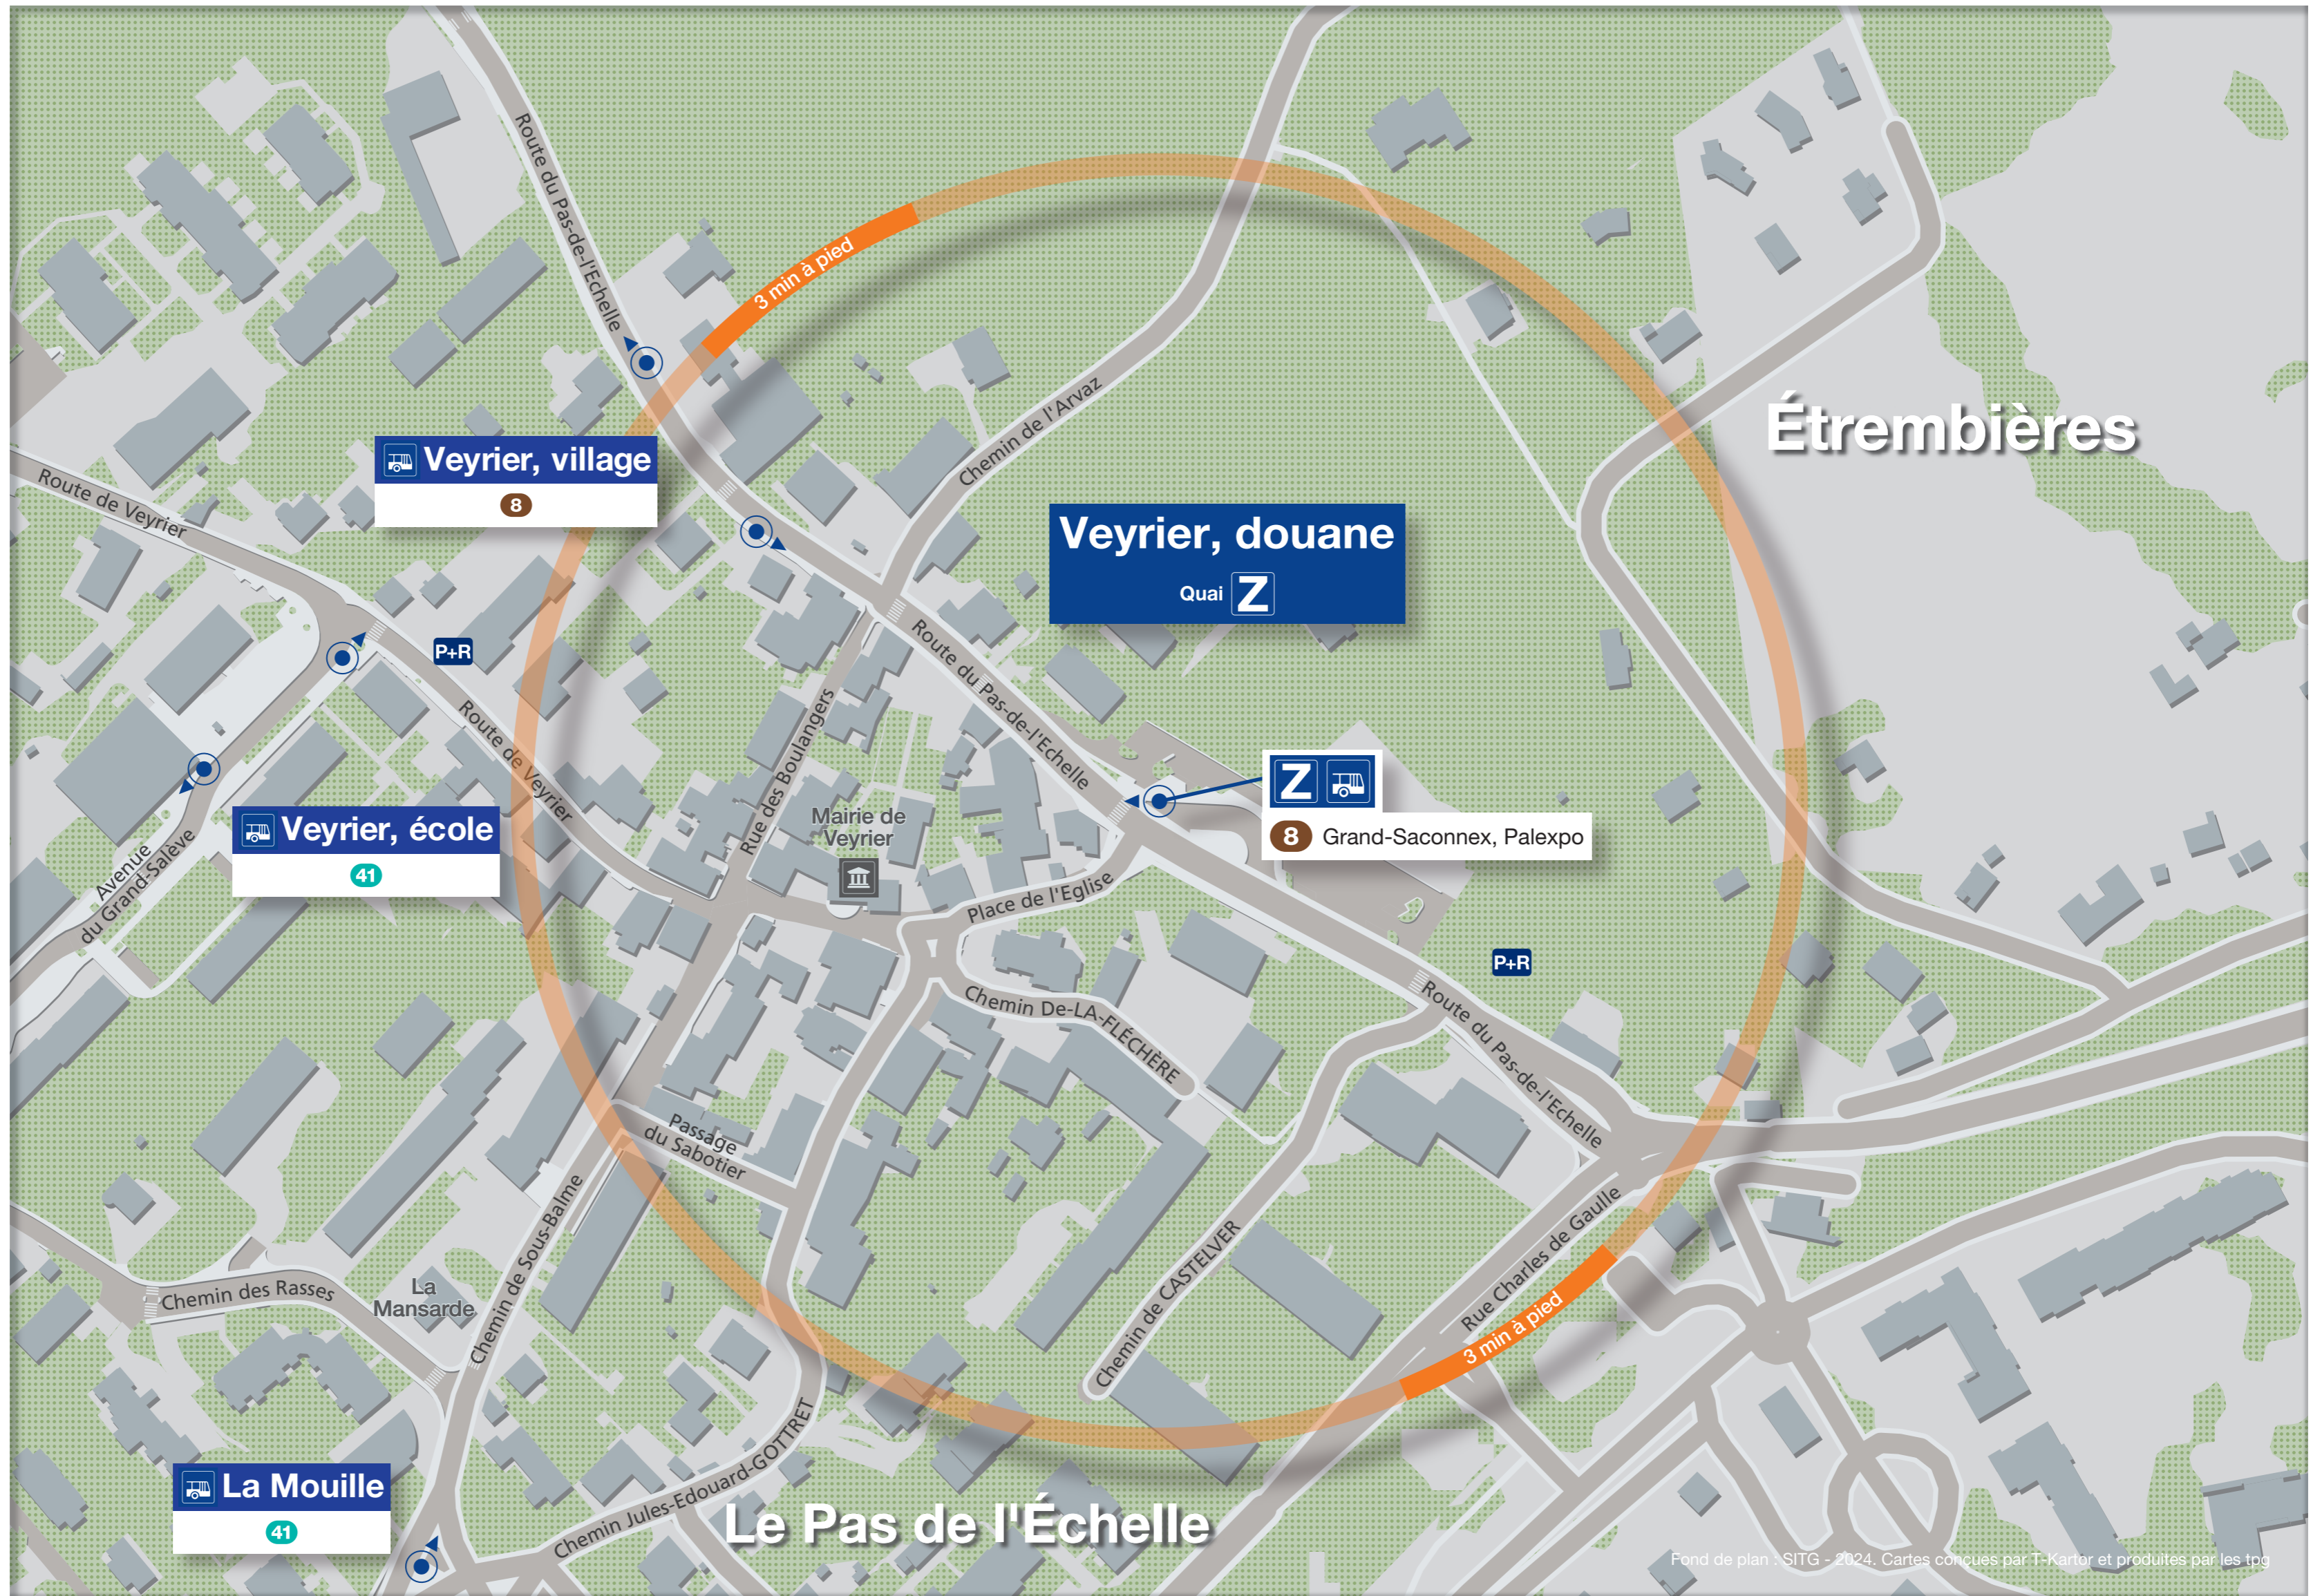 Route du Pas-de-l'Echelle
3 min à pied
Étrembières
Chemin de l'Arvaz
Veyrier, village
8
Route de Veyrier
Veyrier, douane
Quai Z
P+R
Route du Pas-de-l'Echelle
Route de Veyrier
Rue des Boulangers
Z
8 Grand-Saconnex, Palexpo
Mairie de
Veyrier
Veyrier, école
41
Avenue
du Grand-Salève
Place de l'Eglise
P+R
Chemin De-LA-FLÉCHÈRE
Route du Pas-de-l'Echelle
Passage
du Sabotier
Chemin de Sous-Balme
Chemin de CASTELVER
Rue Charles de Gaulle
Chemin des Rasses
La
Mansarde
3 min à pied
La Mouille
41
Chemin Jules-Edouard-GOTTRET
Le Pas de l'Échelle
Fond de plan : SITG - 2024. Cartes conçues par T-Kartor et produites par les tpg